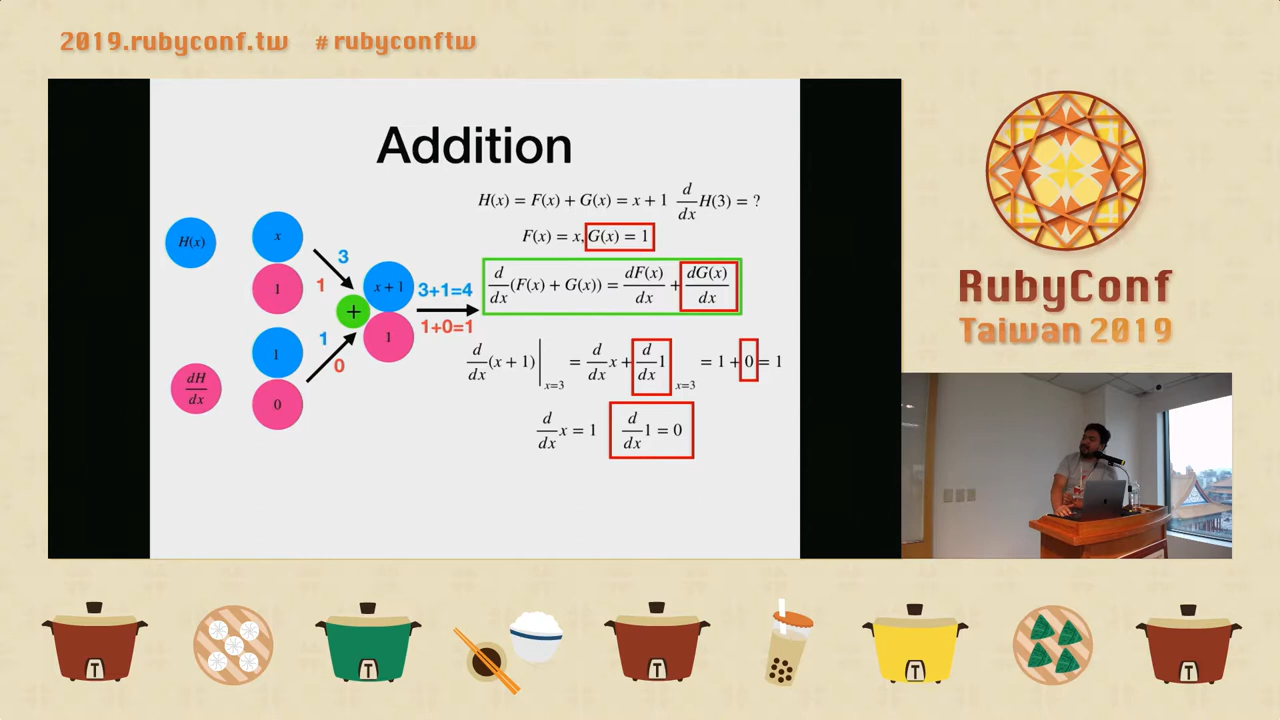 2019.rubyconf.tw #rubyconftw
Addition
H(x) = F(x) + G(x) = x + 1 d/dx H(3) = ?
F(x) = x, G(x) = 1
d/dx (F(x) + G(x)) = dF(x)/dx + dG(x)/dx
d/dx (x + 1) |x=3 = d/dx x + d/dx 1 x=3 = 1 + 0 = 1
d/dx x = 1 d/dx 1 = 0
H(x)
x
3
1
1
x + 1
3+1=4
+
1
1+0=1
1
1
0
dH/dx
0
RubyConf
Taiwan 2019
T
T
T
T
T